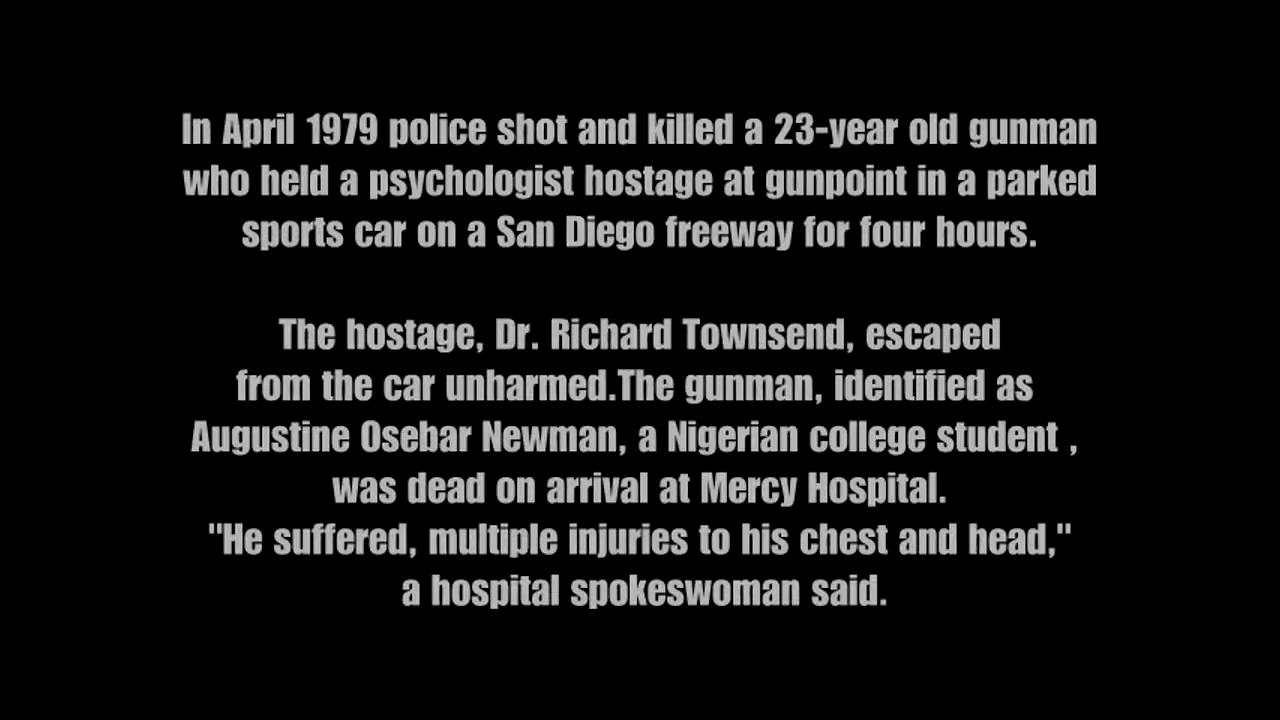 In April 1979 police shot and killed a 23-year old gunman
who held a psychologist hostage at gunpoint in a parked
sports car on a San Diego freeway for four hours.
The hostage, Dr. Richard Townsend, escaped
from the car unharmed.The gunman, identified as
Augustine Osebar Newman, a Nigerian college student ,
was dead on arrival at Mercy Hospital.
"He suffered, multiple injuries to his chest and head,"
a hospital spokeswoman said.